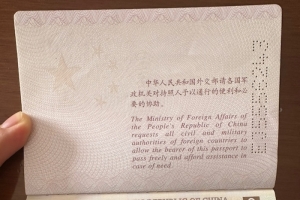 中华人民共和国外交部请各国军
政机关对持照人予以通行的便利和必
要的协助。
The Ministry of Foreign Affairs of
the People's Republic of China
requests all civil and military
authorities of foreign countries to
allow the bearer of this passport to
pass freely and afford assistance in
case of need.